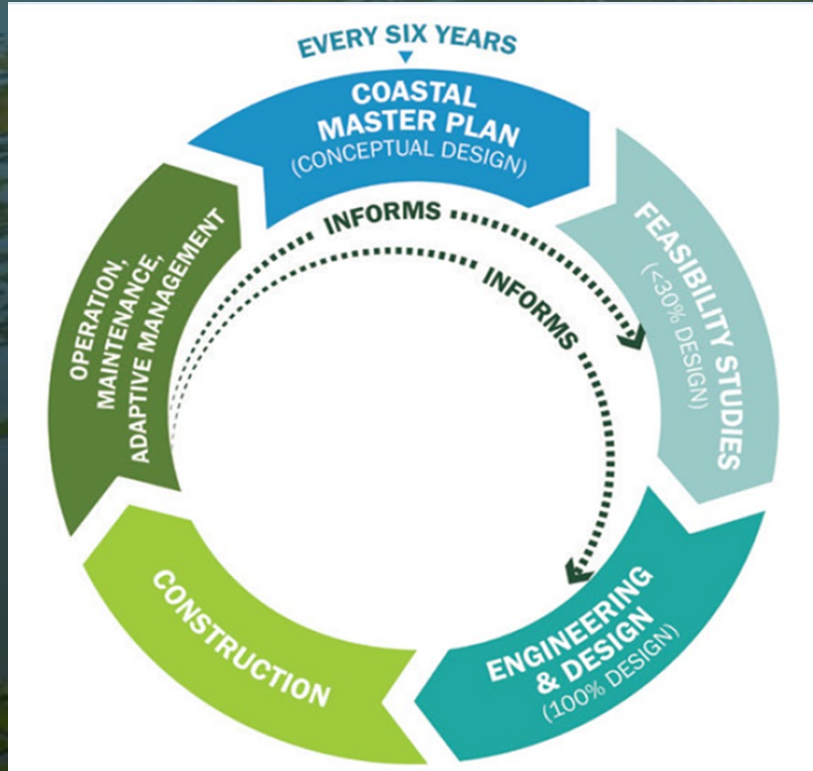 EVERY SIX YEARS
COASTAL
MASTER PLAN
(CONCEPTUAL DESIGN)
INFORMS
INFORMS
FEASIBILITY STUDIES
(<30% DESIGN)
ENGINEERING
& DESIGN
(100% DESIGN)
CONSTRUCTION
OPERATION,
MAINTENANCE,
ADAPTIVE MANAGEMENT